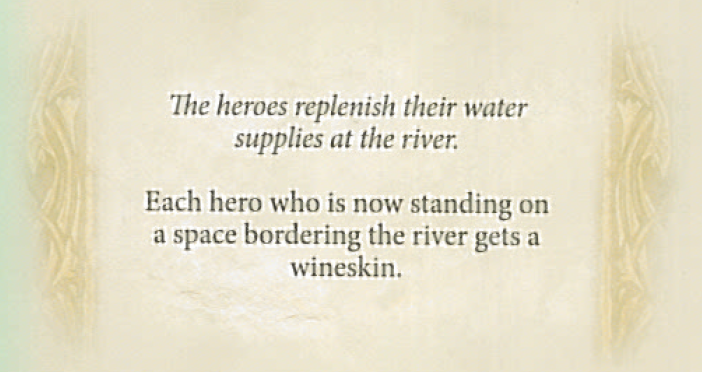 The heroes replenish their water
supplies at the river.
Each hero who is now standing on
a space bordering the river gets a
wineskin.